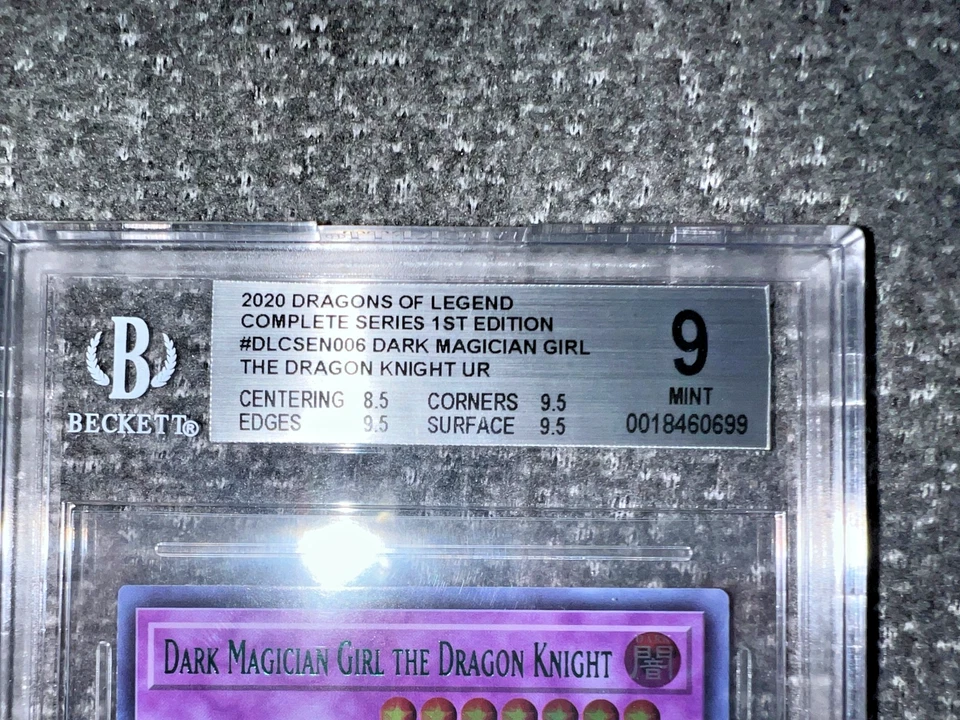 2020 DRAGONS OF LEGEND
COMPLETE SERIES 1ST EDITION
#DLCSEN006 DARK MAGICIAN GIRL
THE DRAGON KNIGHT UR
CENTERING 8.5 CORNERS 9.5
EDGES 9.5 SURFACE 9.5
9
MINT
0018460699
B
BECKETT®
DARK MAGICIAN GIRL THE DRAGON KNIGHT
DARK
闇